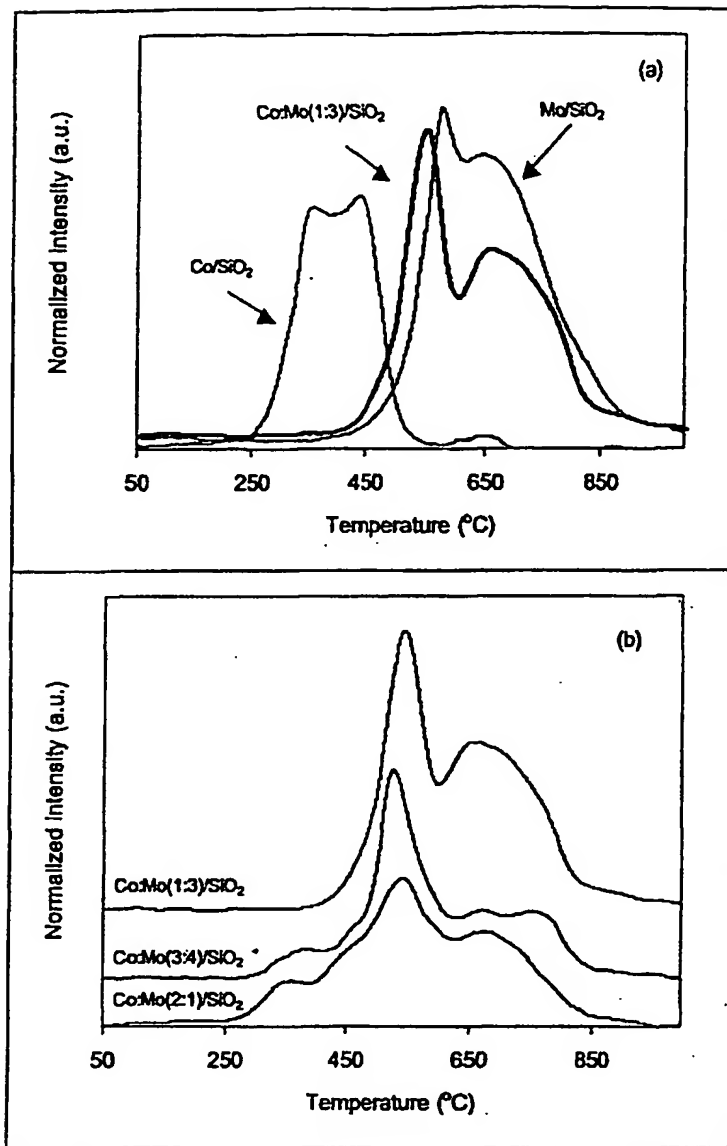 (a)
Normalized Intensity (a.u.)
Co:Mo(1:3)/SiO₂
Mo/SiO₂
Co/SiO₂
50 250 450 650 850
Temperature (°C)
(b)
Normalized Intensity (a.u.)
Co:Mo(1:3)/SiO₂
Co:Mo(3:4)/SiO₂
Co:Mo(2:1)/SiO₂
50 250 450 650 850
Temperature (°C)